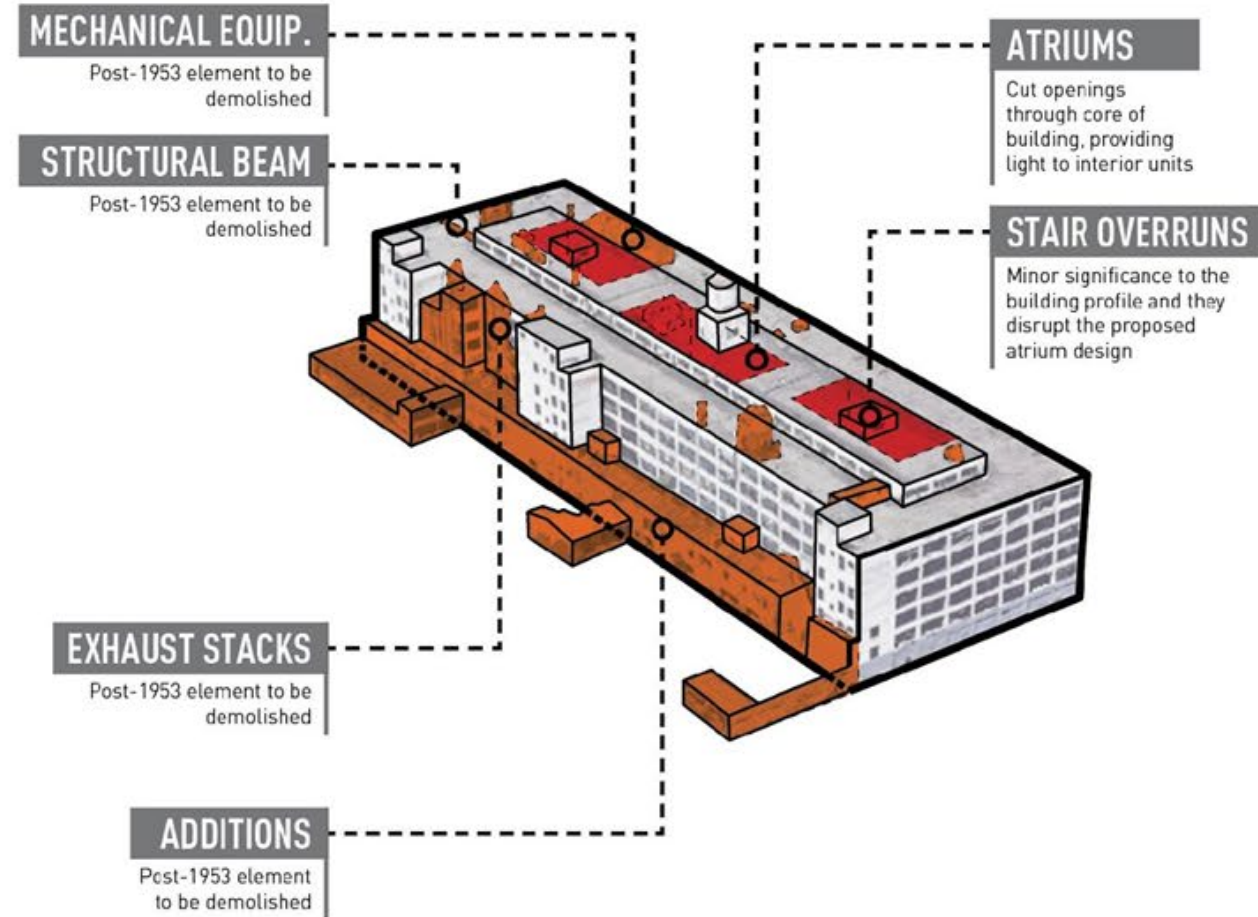 MECHANICAL EQUIP.
Post-1953 element to be
demolished
STRUCTURAL BEAM
Post-1953 element to be
demolished
EXHAUST STACKS
Post-1953 element to be
demolished
ADDITIONS
Post-1953 element
to be demolished
ATRIUMS
Cut openings
through core of
building, providing
light to interior units
STAIR OVERRUNS
Minor significance to the
building profile and they
disrupt the proposed
atrium design